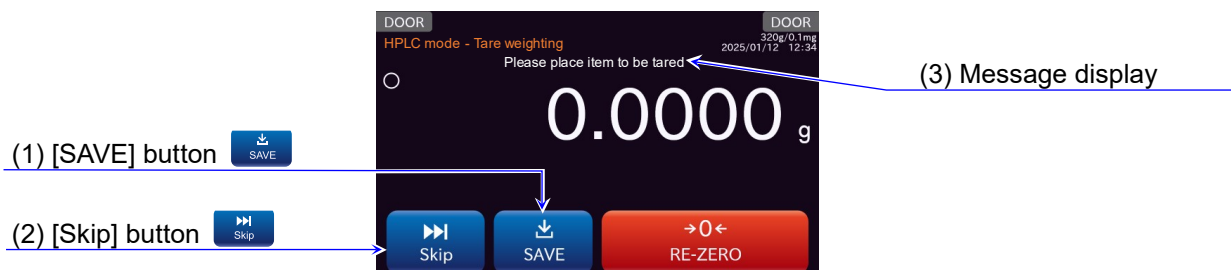 DOOR
DOOR
HPLC mode - Tare weighting
320g/0.1mg
2025/01/12 12:34
Please place item to be tared
(3) Message display
0.0000 g
(1) [SAVE] button
SAVE
(2) [Skip] button
Skip
Skip
SAVE
→0←
RE-ZERO